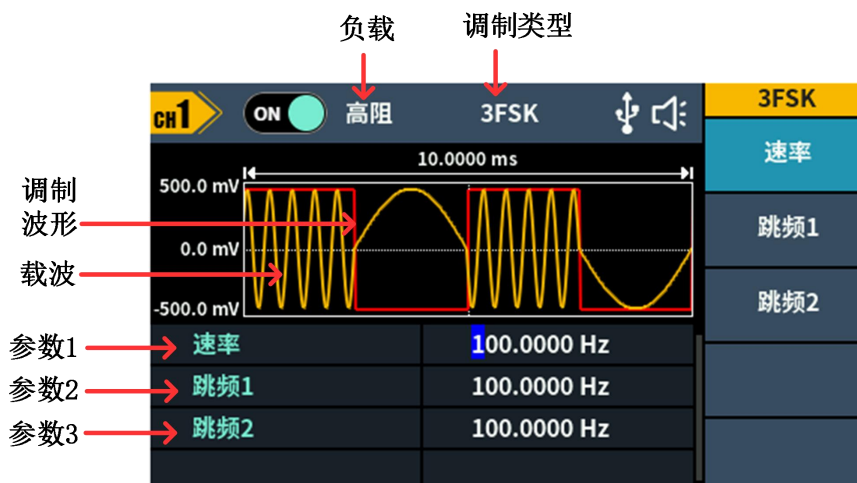 负载
调制类型
CH1
ON
高阻
3FSK
3FSK
10.0000 ms
速率
500.0 mV
调制
波形
跳频1
0.0 mV
载波
跳频2
-500.0 mV
参数1
速率
100.0000 Hz
参数2
跳频1
100.0000 Hz
参数3
跳频2
100.0000 Hz